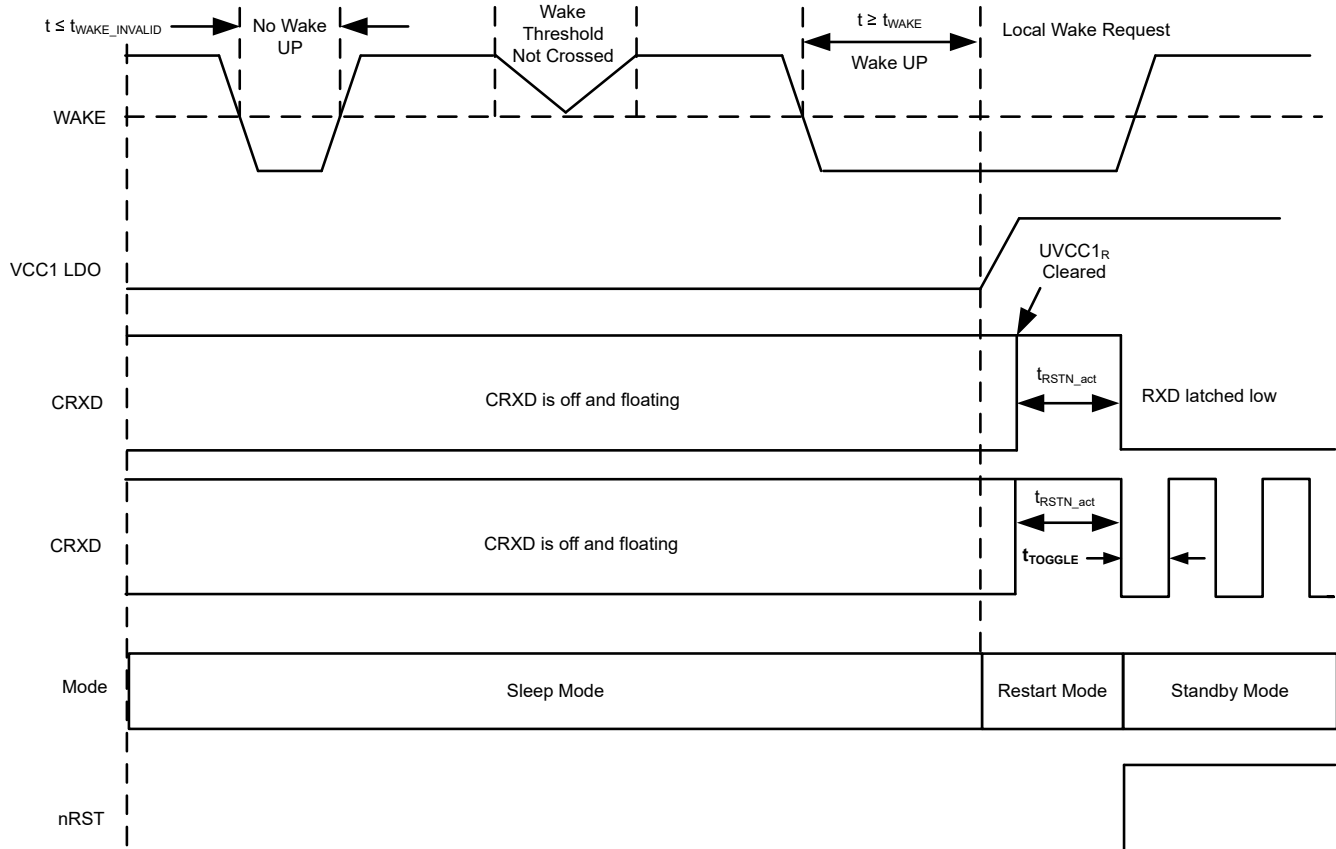 t ≤ tWAKE_INVALID
No Wake
UP
Wake
Threshold
Not Crossed
t ≥ tWAKE
Wake UP
Local Wake Request
WAKE
VCC1 LDO
UVCC1R
Cleared
CRXD
CRXD is off and floating
tRSTN_act
RXD latched low
CRXD
CRXD is off and floating
tRSTN_act
tTOGGLE
Mode
Sleep Mode
Restart Mode
Standby Mode
nRST